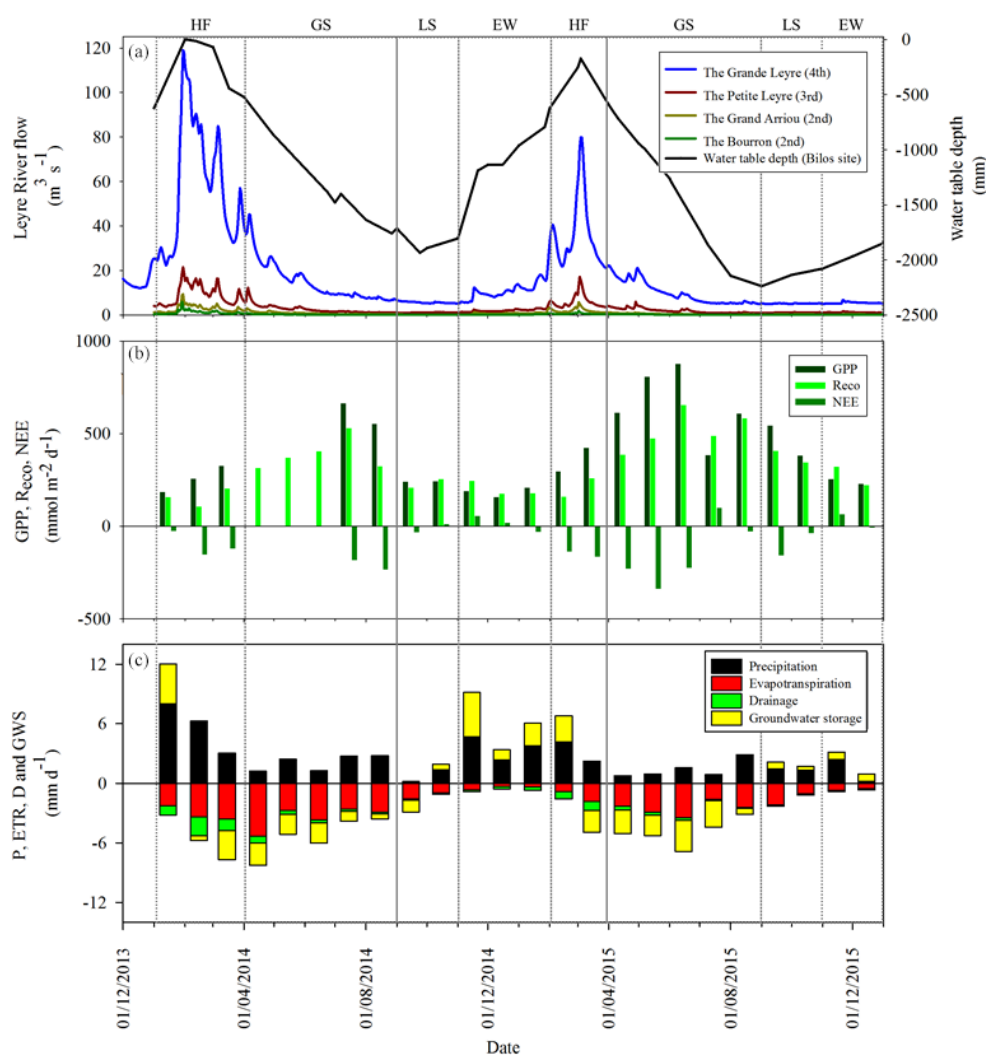 HF GS LS EW HF GS LS EW
(a)
120
100
80
60
40
20
0
Leyre River flow
(m³ s⁻¹)
The Grande Leyre (4th)
The Petite Leyre (3rd)
The Grand Arriou (2nd)
The Bourron (2nd)
Water table depth (Bilos site)
0
-500
-1000
-1500
-2000
-2500
Water table depth
(mm)
(b)
1000
500
0
-500
GPP, Reco, NEE
(mmol m-2 d-1)
GPP
Reco
NEE
(c)
12
6
0
-6
-12
P, ETR, D and GWS
(mm d⁻¹)
Precipitation
Evapotranspiration
Drainage
Groundwater storage
01/12/2013
01/04/2014
01/08/2014
01/12/2014
01/04/2015
01/08/2015
01/12/2015
Date